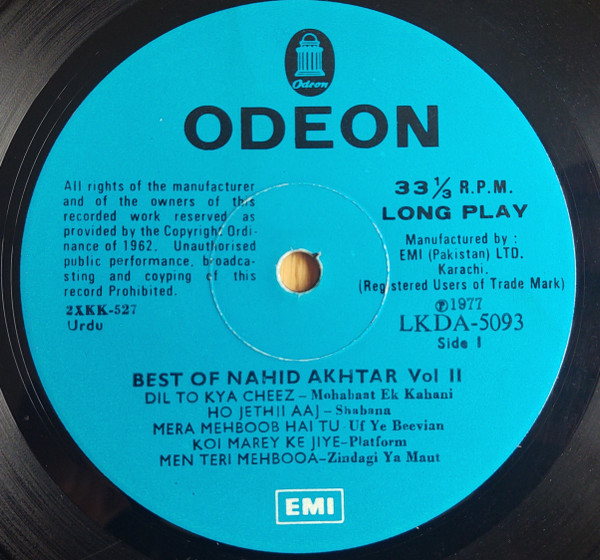 Odeon
ODEON
All rights of the manufacturer
and of the owners of this
recorded work reserved as
provided by the Copyright Ordi-
nance of 1962. Unauthorised
public performance, broadca-
sting and coyping of this
record Prohibited.
2XKK-527
Urdu
33 1/3 R.P.M.
LONG PLAY
Manufactured by :
EMI (Pakistan) LTD.
Karachi.
(Registered Users of Trade Mark)
℗1977
LKDA-5093
Side I
BEST OF NAHID AKHTAR Vol II
DIL TO KYA CHEEZ – Mohabaat Ek Kahani
HO JETHII AAJ – Shabana
MERA MEHBOOB HAI TU – Uf Ye Beevian
KOI MAREY KE JIYE–Platform
MEN TERI MEHBOOA–Zindagi Ya Maut
EMI